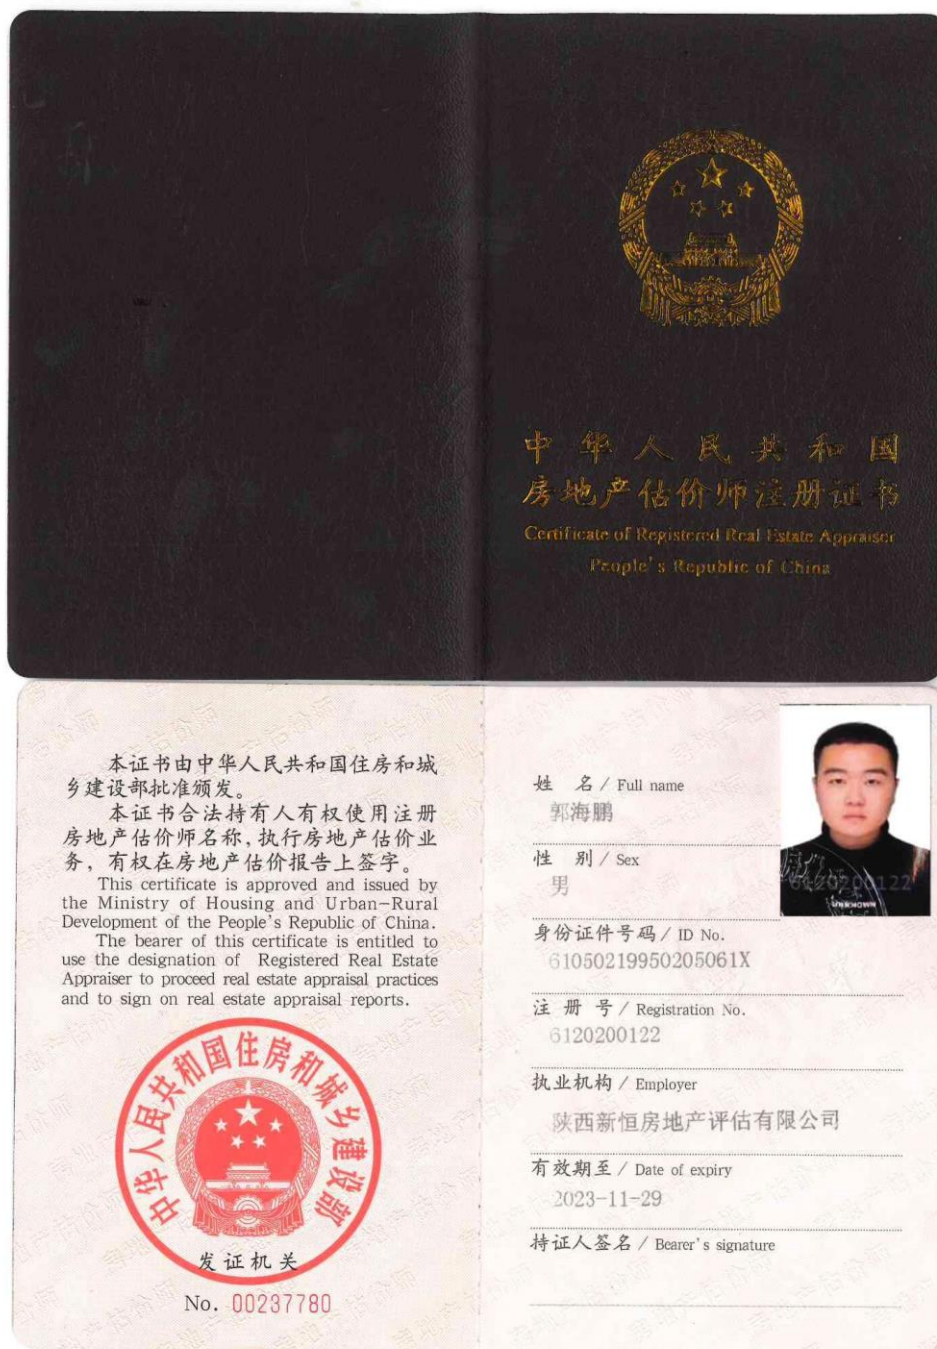 中华人民共和国
房地产估价师注册证书
Certificate of Registered Real Estate Appraiser
People's Republic of China
本证书由中华人民共和国住房和城
乡建设部批准颁发。
本证书合法持有人有权使用注册
房地产估价师名称，执行房地产估价业
务，有权在房地产估价报告上签字。
This certificate is approved and issued by
the Ministry of Housing and Urban-Rural
Development of the People's Republic of China.
The bearer of this certificate is entitled to
use the designation of Registered Real Estate
Appraiser to proceed real estate appraisal practices
and to sign on real estate appraisal reports.
中华人民共和国住房和城乡建设部
发证机关
No. 00237780
姓 名 / Full name
郭海鹏
性 别 / Sex
男
6120200122
身份证件号码 / ID No.
61050219950205061X
注 册 号 / Registration No.
6120200122
执业机构 / Employer
陕西新恒房地产评估有限公司
有效期至 / Date of expiry
2023-11-29
持证人签名 / Bearer's signature